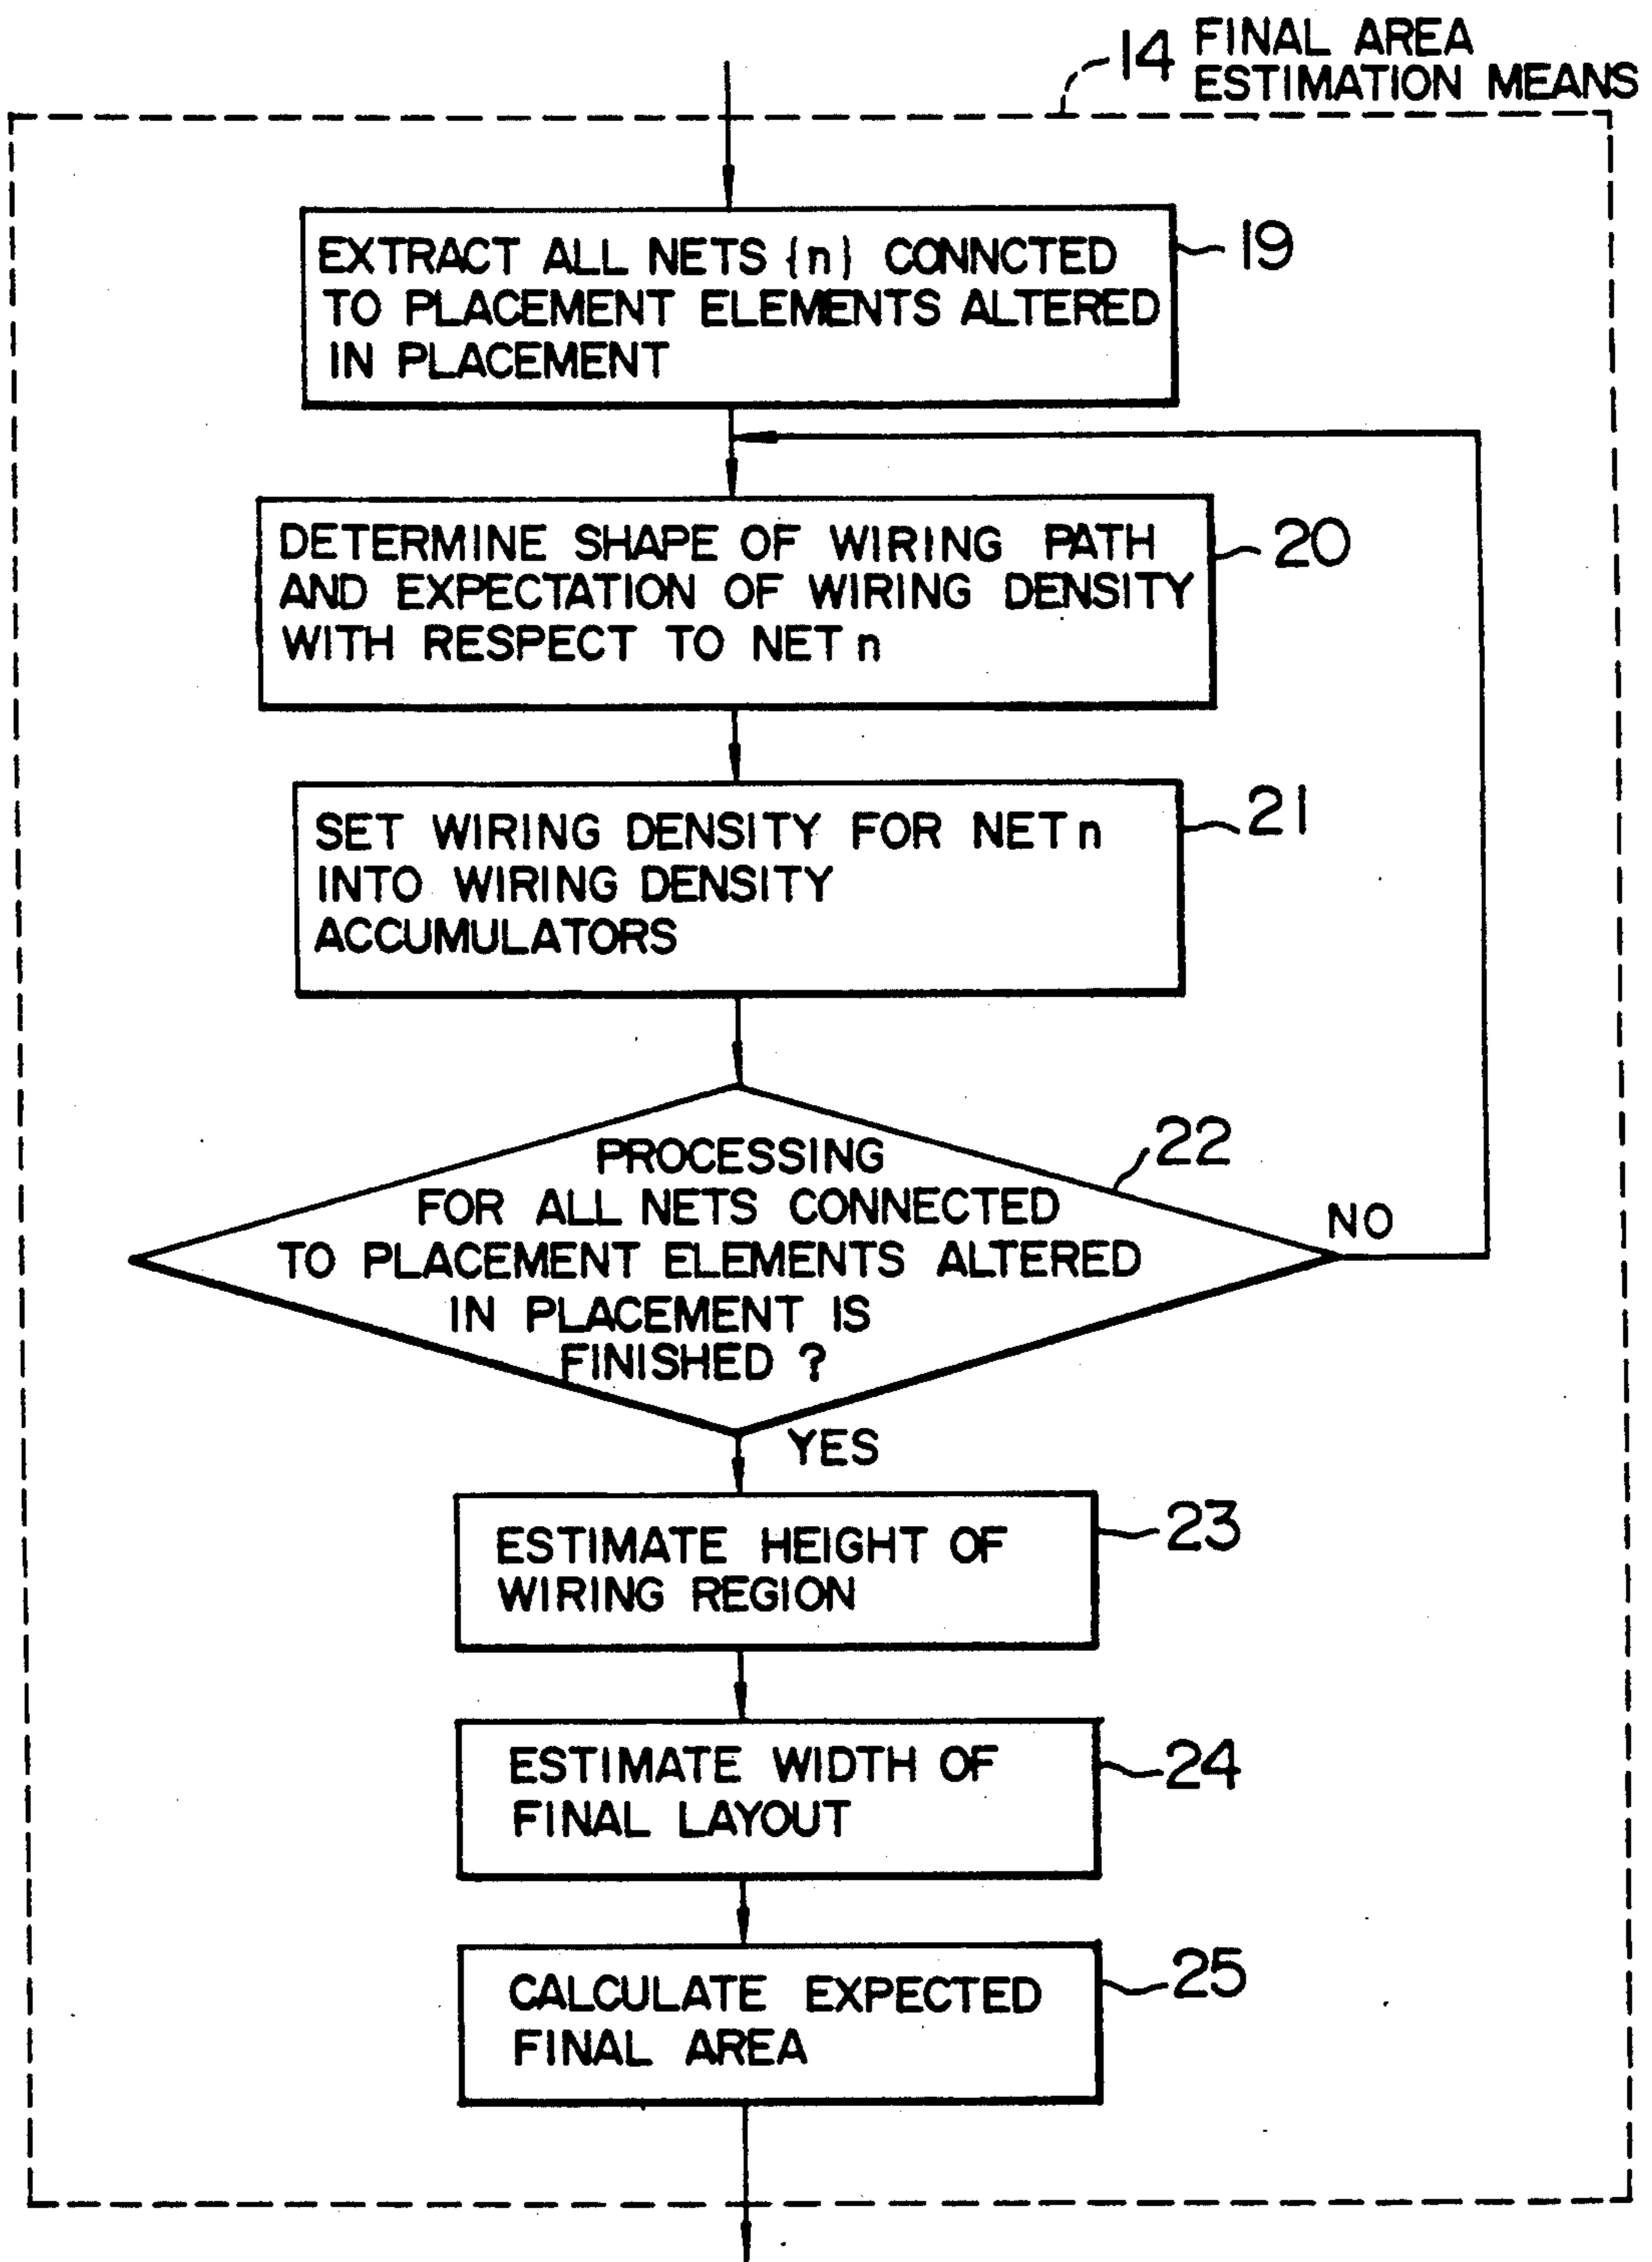 14 FINAL AREA
ESTIMATION MEANS
EXTRACT ALL NETS {n} CONNCTED
TO PLACEMENT ELEMENTS ALTERED
IN PLACEMENT
19
DETERMINE SHAPE OF WIRING PATH
AND EXPECTATION OF WIRING DENSITY
WITH RESPECT TO NET n
20
SET WIRING DENSITY FOR NET n
INTO WIRING DENSITY
ACCUMULATORS
21
PROCESSING
FOR ALL NETS CONNECTED
TO PLACEMENT ELEMENTS ALTERED
IN PLACEMENT IS
FINISHED ?
22
NO
YES
ESTIMATE HEIGHT OF
WIRING REGION
23
ESTIMATE WIDTH OF
FINAL LAYOUT
24
CALCULATE EXPECTED
FINAL AREA
25